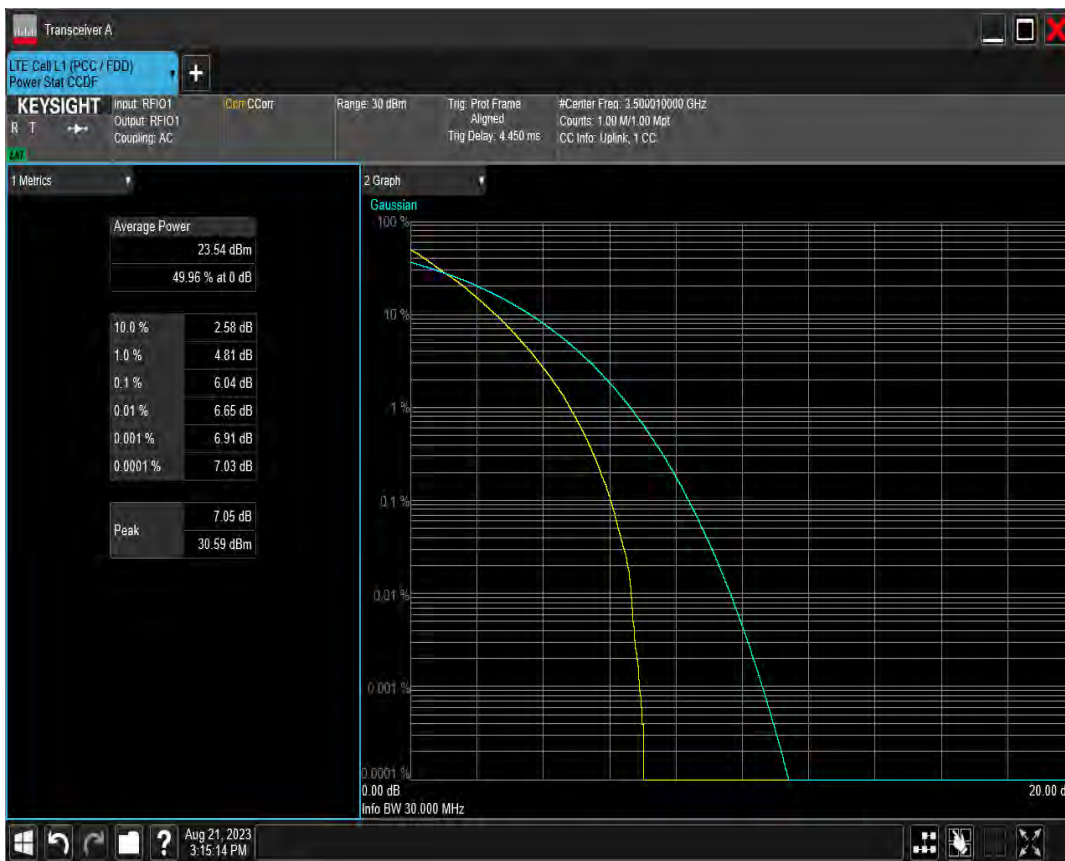 Transceiver A
LTE Cell L1 (PCC / FDD)
Power Stat CCDF
KEYSIGHT
R T
LXI
Input: RFIO1
Output: RFIO1
Coupling: AC
Corr CCorr
Range: 30 dBm
Trig: Prot Frame
Aligned
Trig Delay: 4.450 ms
#Center Freq: 3.500010000 GHz
Counts: 1.00 M/1.00 Mpt
CC Info: Uplink, 1 CC
1 Metrics
Average Power
23.54 dBm
49.96 % at 0 dB
10.0 % 2.58 dB
1.0 % 4.81 dB
0.1 % 6.04 dB
0.01 % 6.65 dB
0.001 % 6.91 dB
0.0001 % 7.03 dB
Peak
7.05 dB
30.59 dBm
2 Graph
Gaussian
100 %
10 %
1 %
0.1 %
0.01 %
0.001 %
0.0001 %
0.00 dB
20.00 d
Info BW 30.000 MHz
?
Aug 21, 2023
3:15:14 PM